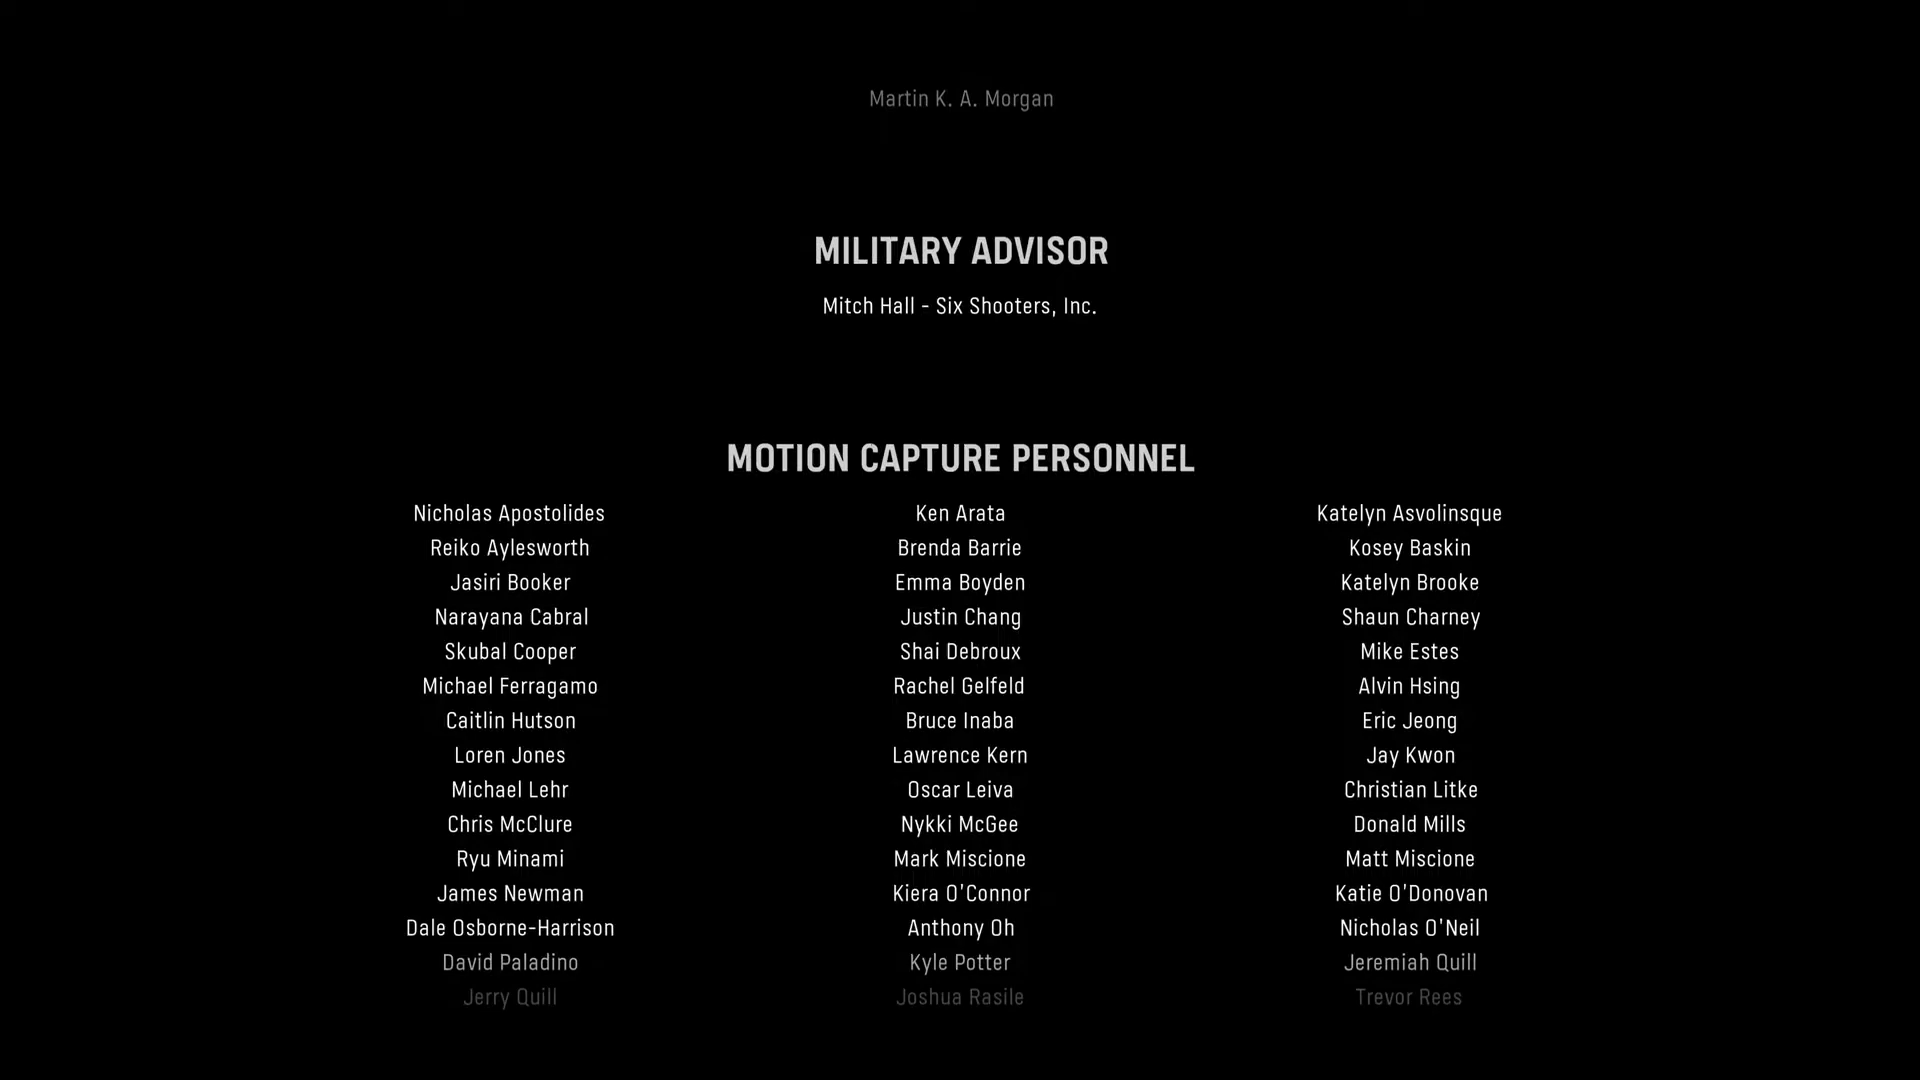 Martin K. A. Morgan
MILITARY ADVISOR
Mitch Hall - Six Shooters, Inc.
MOTION CAPTURE PERSONNEL
Nicholas Apostolides Ken Arata Katelyn Asvolinsque
Reiko Aylesworth Brenda Barrie Kosey Baskin
Jasiri Booker Emma Boyden Katelyn Brooke
Narayana Cabral Justin Chang Shaun Charney
Skubal Cooper Shai Debroux Mike Estes
Michael Ferragamo Rachel Gelfeld Alvin Hsing
Caitlin Hutson Bruce Inaba Eric Jeong
Loren Jones Lawrence Kern Jay Kwon
Michael Lehr Oscar Leiva Christian Litke
Chris McClure Nykki McGee Donald Mills
Ryu Minami Mark Miscione Matt Miscione
James Newman Kiera O'Connor Katie O'Donovan
Dale Osborne-Harrison Anthony Oh Nicholas O'Neil
David Paladino Kyle Potter Jeremiah Quill
Jerry Quill Joshua Rasile Trevor Rees